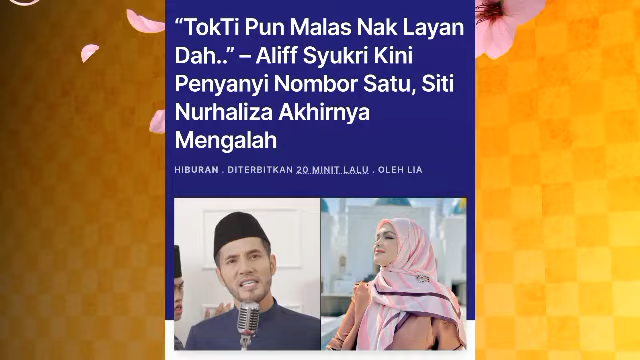 “TokTi Pun Malas Nak Layan
Dah..” – Aliff Syukri Kini
Penyanyi Nombor Satu, Siti
Nurhaliza Akhirnya
Mengalah
HIBURAN . DITERBITKAN 20 MINIT LALU . OLEH LIA